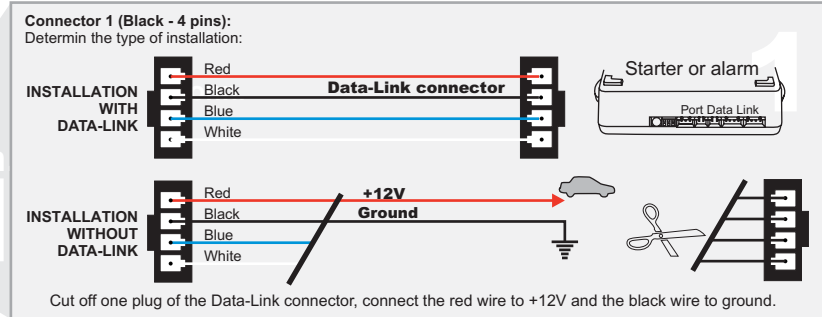 Connector 1 (Black - 4 pins):
Determin the type of installation:
INSTALLATION
WITH
DATA-LINK
Red
Black
Blue
White
Data-Link connector
Starter or alarm
Port Data Link
1
INSTALLATION
WITHOUT
DATA-LINK
Red
Black
Blue
White
+12V
Ground
Cut off one plug of the Data-Link connector, connect the red wire to +12V and the black wire to ground.